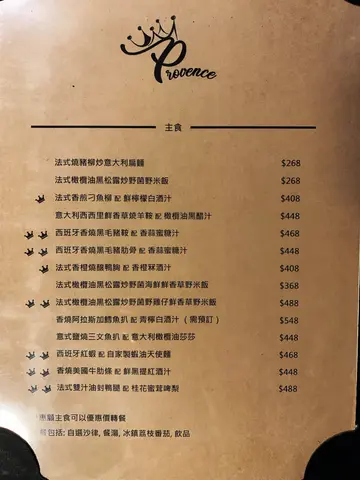 Provence
主食
法式燒豬柳炒意大利扁麵 $268
法式橄欖油黑松露炒野菌野米飯 $268
法式香煎刁魚柳 配 鮮檸檬白酒汁 $408
意大利西西里鮮香草燒羊鞍 配 橄欖油黑醋汁 $448
西班牙香燒黑毛豬鞍 配 香蒜蜜糖汁 $468
西班牙香燒黑毛豬肋骨 配 香蒜蜜糖汁 $448
法式香橙燒釀鴨胸 配 香橙冧酒汁 $408
法式橄欖油黑松露炒野菌海鮮鮮香草野米飯 $368
法式橄欖油黑松露炒野菌野雞仔鮮香草野米飯 $488
香燒阿拉斯加鱈魚扒 配 青檸白酒汁 （需預訂） $548
意式鹽燒三文魚扒 配 意大利橄欖油莎莎 $448
西班牙紅蝦 配 自家製蝦油天使麵 $468
香燒美國牛肋條 配 鮮黑提紅酒汁 $448
法式雙汁油封鴨腿 配 桂花蜜茸啤梨 $488
惠顧主食可以優惠價轉餐
包括: 自選沙律, 餐湯, 冰鎮荔枝番茄, 飲品